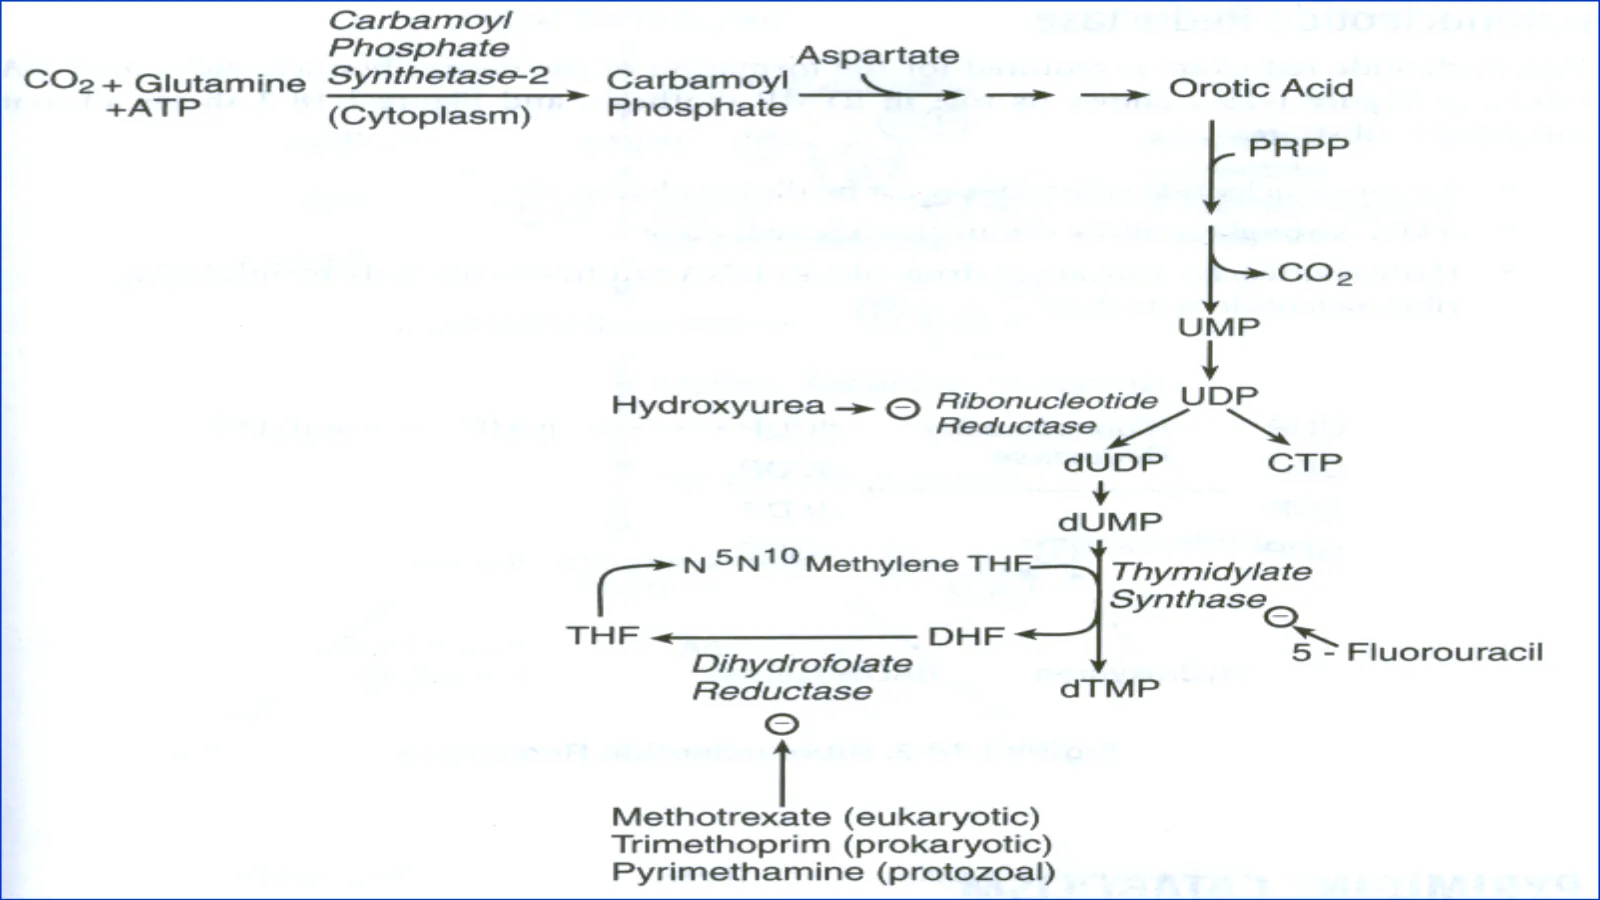 Carbamoyl
Phosphate
Synthetase-2
(Cytoplasm)
CO2 + Glutamine
+ATP
Carbamoyl
Phosphate
Aspartate
Orotic Acid
PRPP
CO2
UMP
UDP
Hydroxyurea
Ribonucleotide
Reductase
dUDP
CTP
dUMP
N5N10 Methylene THF
Thymidylate
Synthase
THF
DHF
5 - Fluorouracil
Dihydrofolate
Reductase
dTMP
Methotrexate (eukaryotic)
Trimethoprim (prokaryotic)
Pyrimethamine (protozoal)